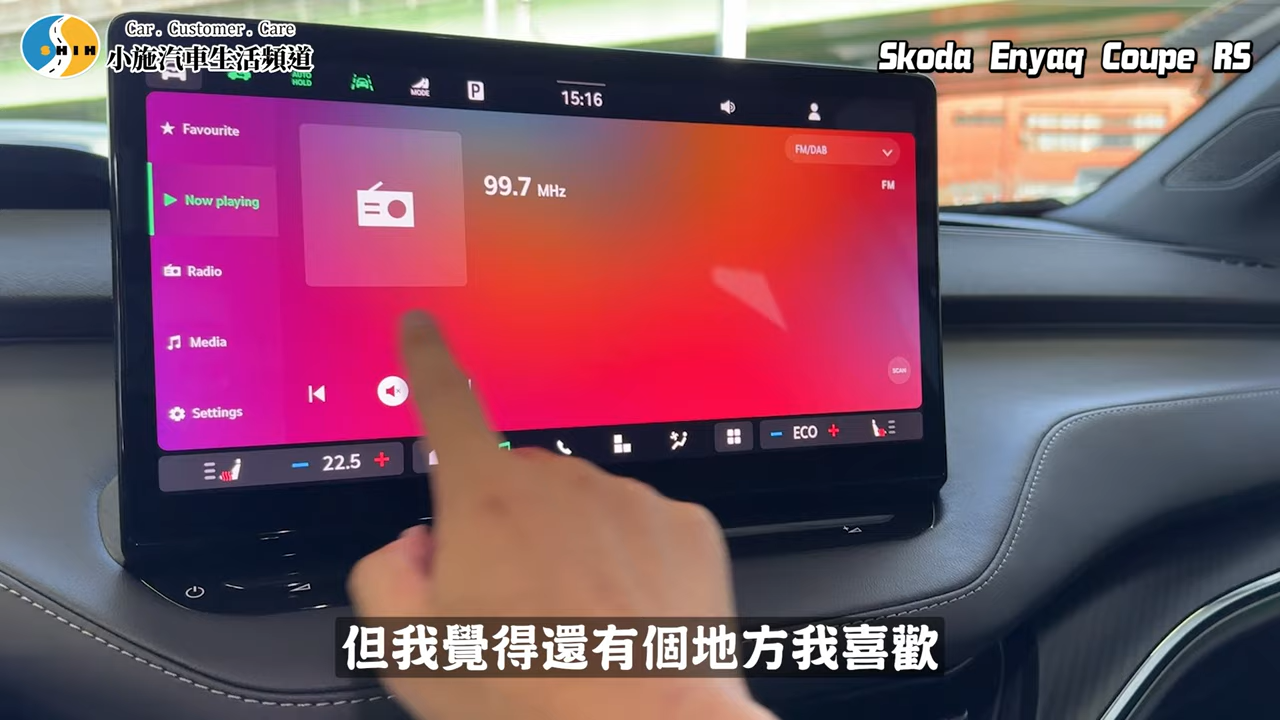 Car. Customer. Care
SHIH
小施汽車生活頻道
Skoda Enyaq Coupe RS
AUTO HOLD
MODE
P
15:16
Favourite
Now playing
Radio
Media
Settings
99.7 MHz
FM/DAB
FM
SCAN
22.5
ECO
但我覺得還有個地方我喜歡